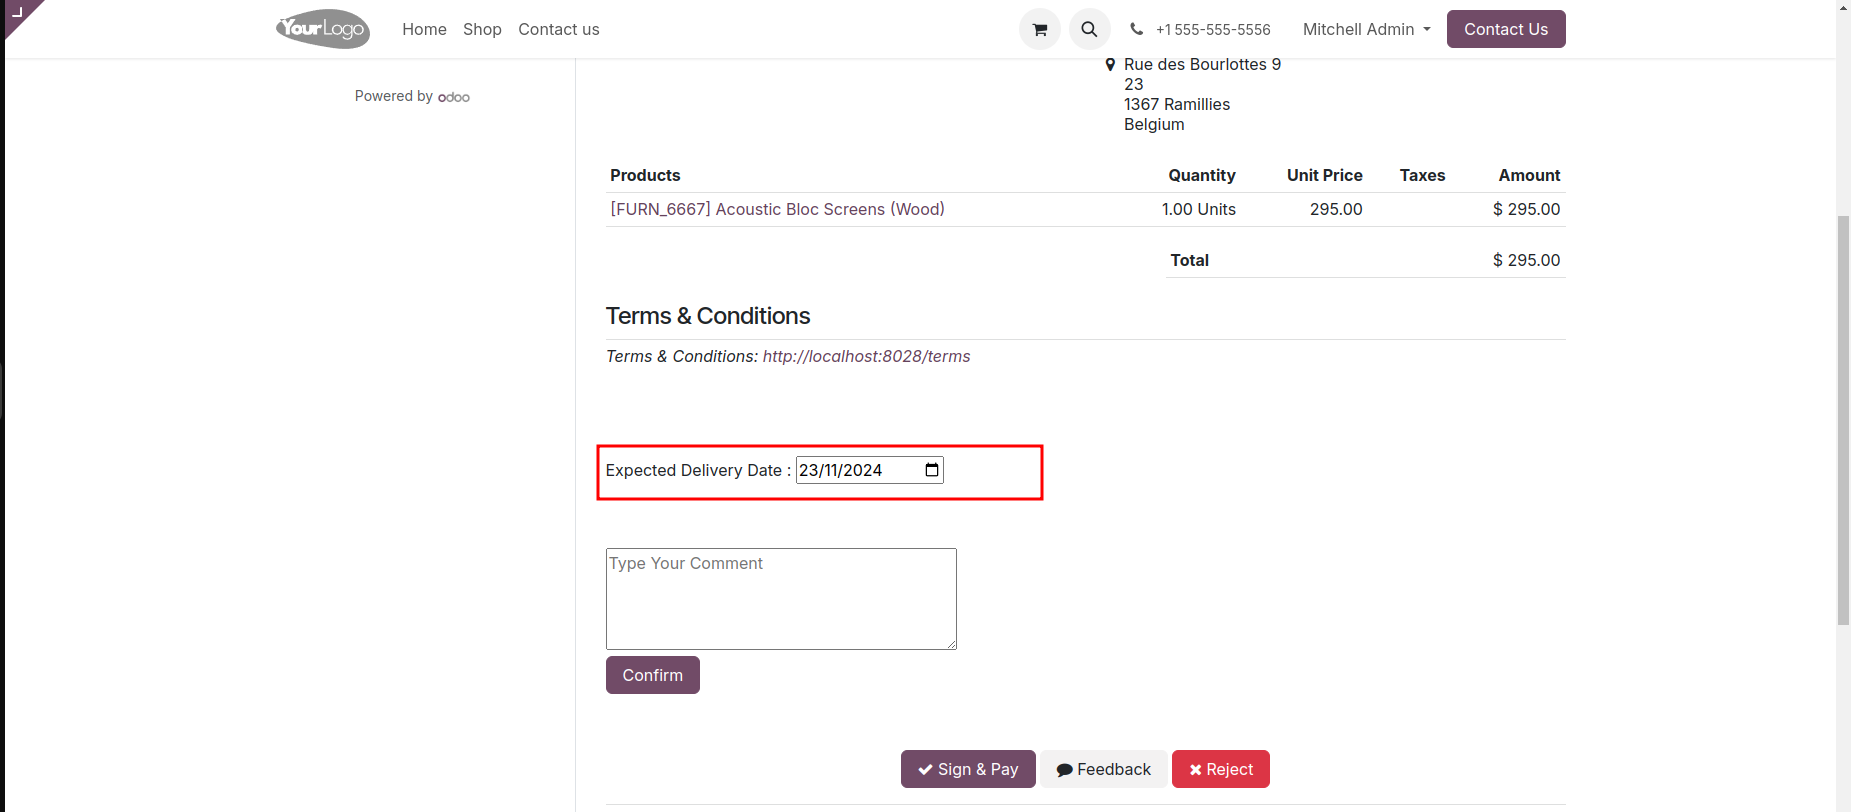 YourLogo
Home Shop Contact us
+1 555-555-5556
Mitchell Admin
Contact Us
Powered by odoo
Rue des Bourlottes 9
23
1367 Ramillies
Belgium
Products Quantity Unit Price Taxes Amount
[FURN_6667] Acoustic Bloc Screens (Wood) 1.00 Units 295.00 $ 295.00
Total $ 295.00
Terms & Conditions
Terms & Conditions: http://localhost:8028/terms
Expected Delivery Date : 23/11/2024
Type Your Comment
Confirm
Sign & Pay Feedback Reject